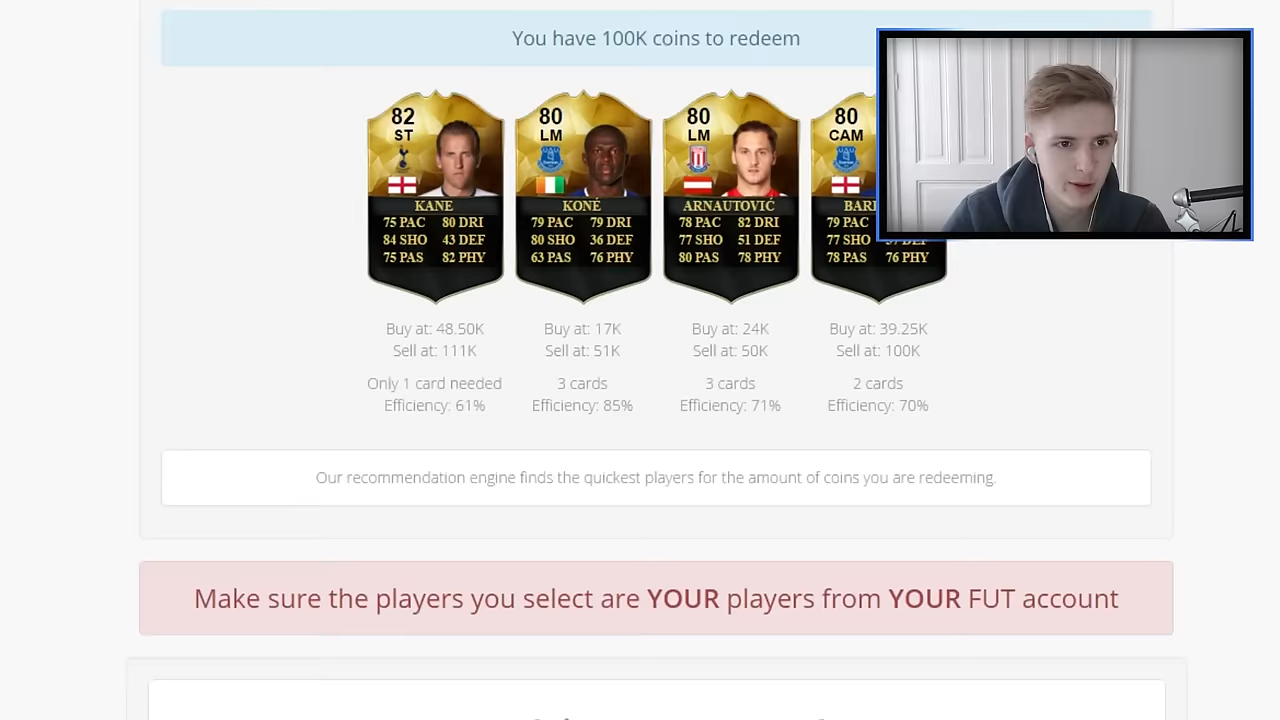 You have 100K coins to redeem
82
ST
KANE
75 PAC 80 DRI
84 SHO 43 DEF
75 PAS 82 PHY
80
LM
KONÉ
79 PAC 79 DRI
80 SHO 36 DEF
63 PAS 76 PHY
80
LM
ARNAUTOVIĆ
78 PAC 82 DRI
77 SHO 51 DEF
80 PAS 78 PHY
80
CAM
79 PAC
77 SHO
78 PAS 76 PHY
Buy at: 48.50K
Sell at: 111K
Only 1 card needed
Efficiency: 61%
Buy at: 17K
Sell at: 51K
3 cards
Efficiency: 85%
Buy at: 24K
Sell at: 50K
3 cards
Efficiency: 71%
Buy at: 39.25K
Sell at: 100K
2 cards
Efficiency: 70%
Our recommendation engine finds the quickest players for the amount of coins you are redeeming.
Make sure the players you select are YOUR players from YOUR FUT account